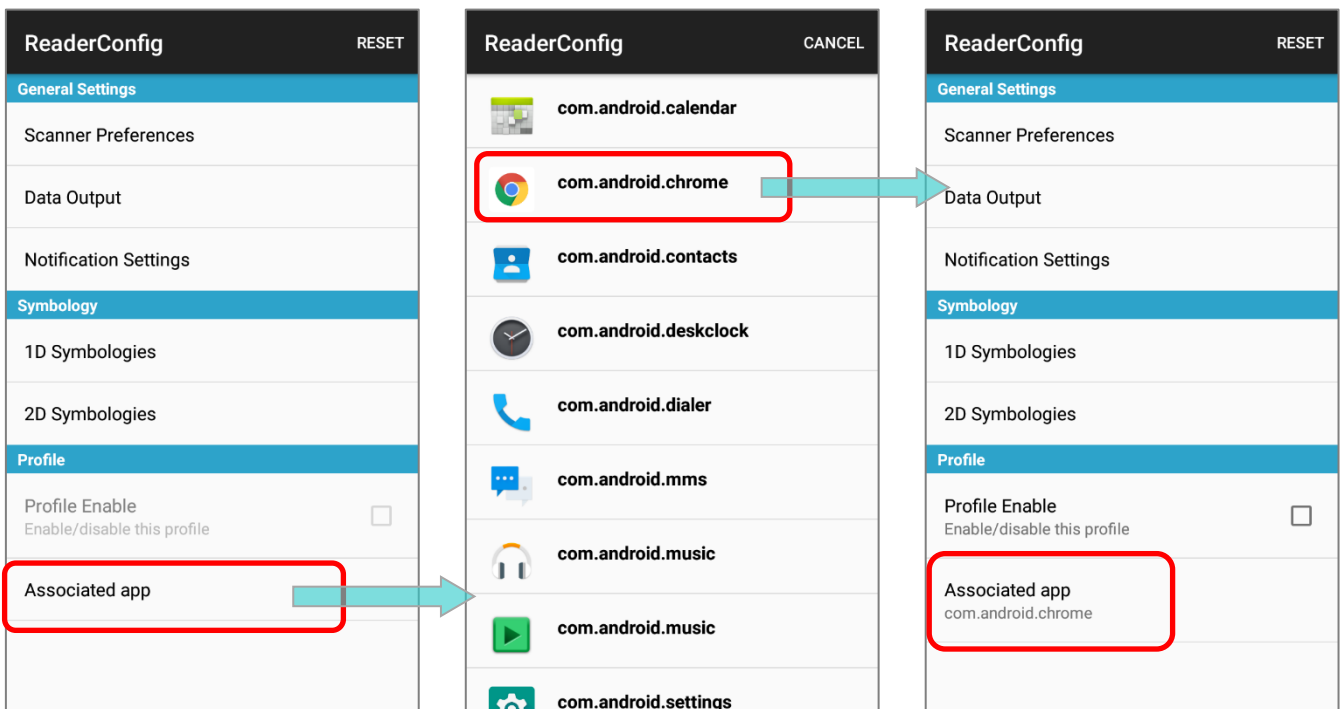 ReaderConfig RESET
General Settings
Scanner Preferences
Data Output
Notification Settings
Symbology
1D Symbologies
2D Symbologies
Profile
Profile Enable
Enable/disable this profile
Associated app
ReaderConfig CANCEL
com.android.calendar
com.android.chrome
com.android.contacts
com.android.deskclock
com.android.dialer
com.android.mms
com.android.music
com.android.music
com.android.settings
ReaderConfig RESET
General Settings
Scanner Preferences
Data Output
Notification Settings
Symbology
1D Symbologies
2D Symbologies
Profile
Profile Enable
Enable/disable this profile
Associated app
com.android.chrome